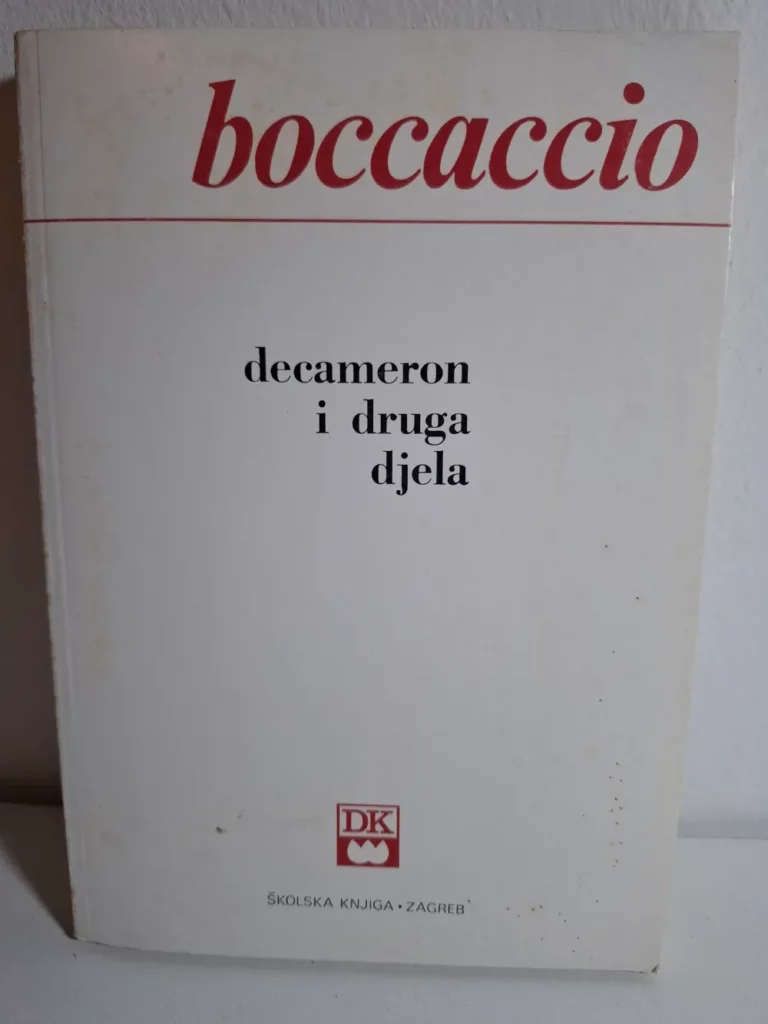 boccaccio
decameron
i druga
djela
DK
ŠKOLSKA KNJIGA • ZAGREB